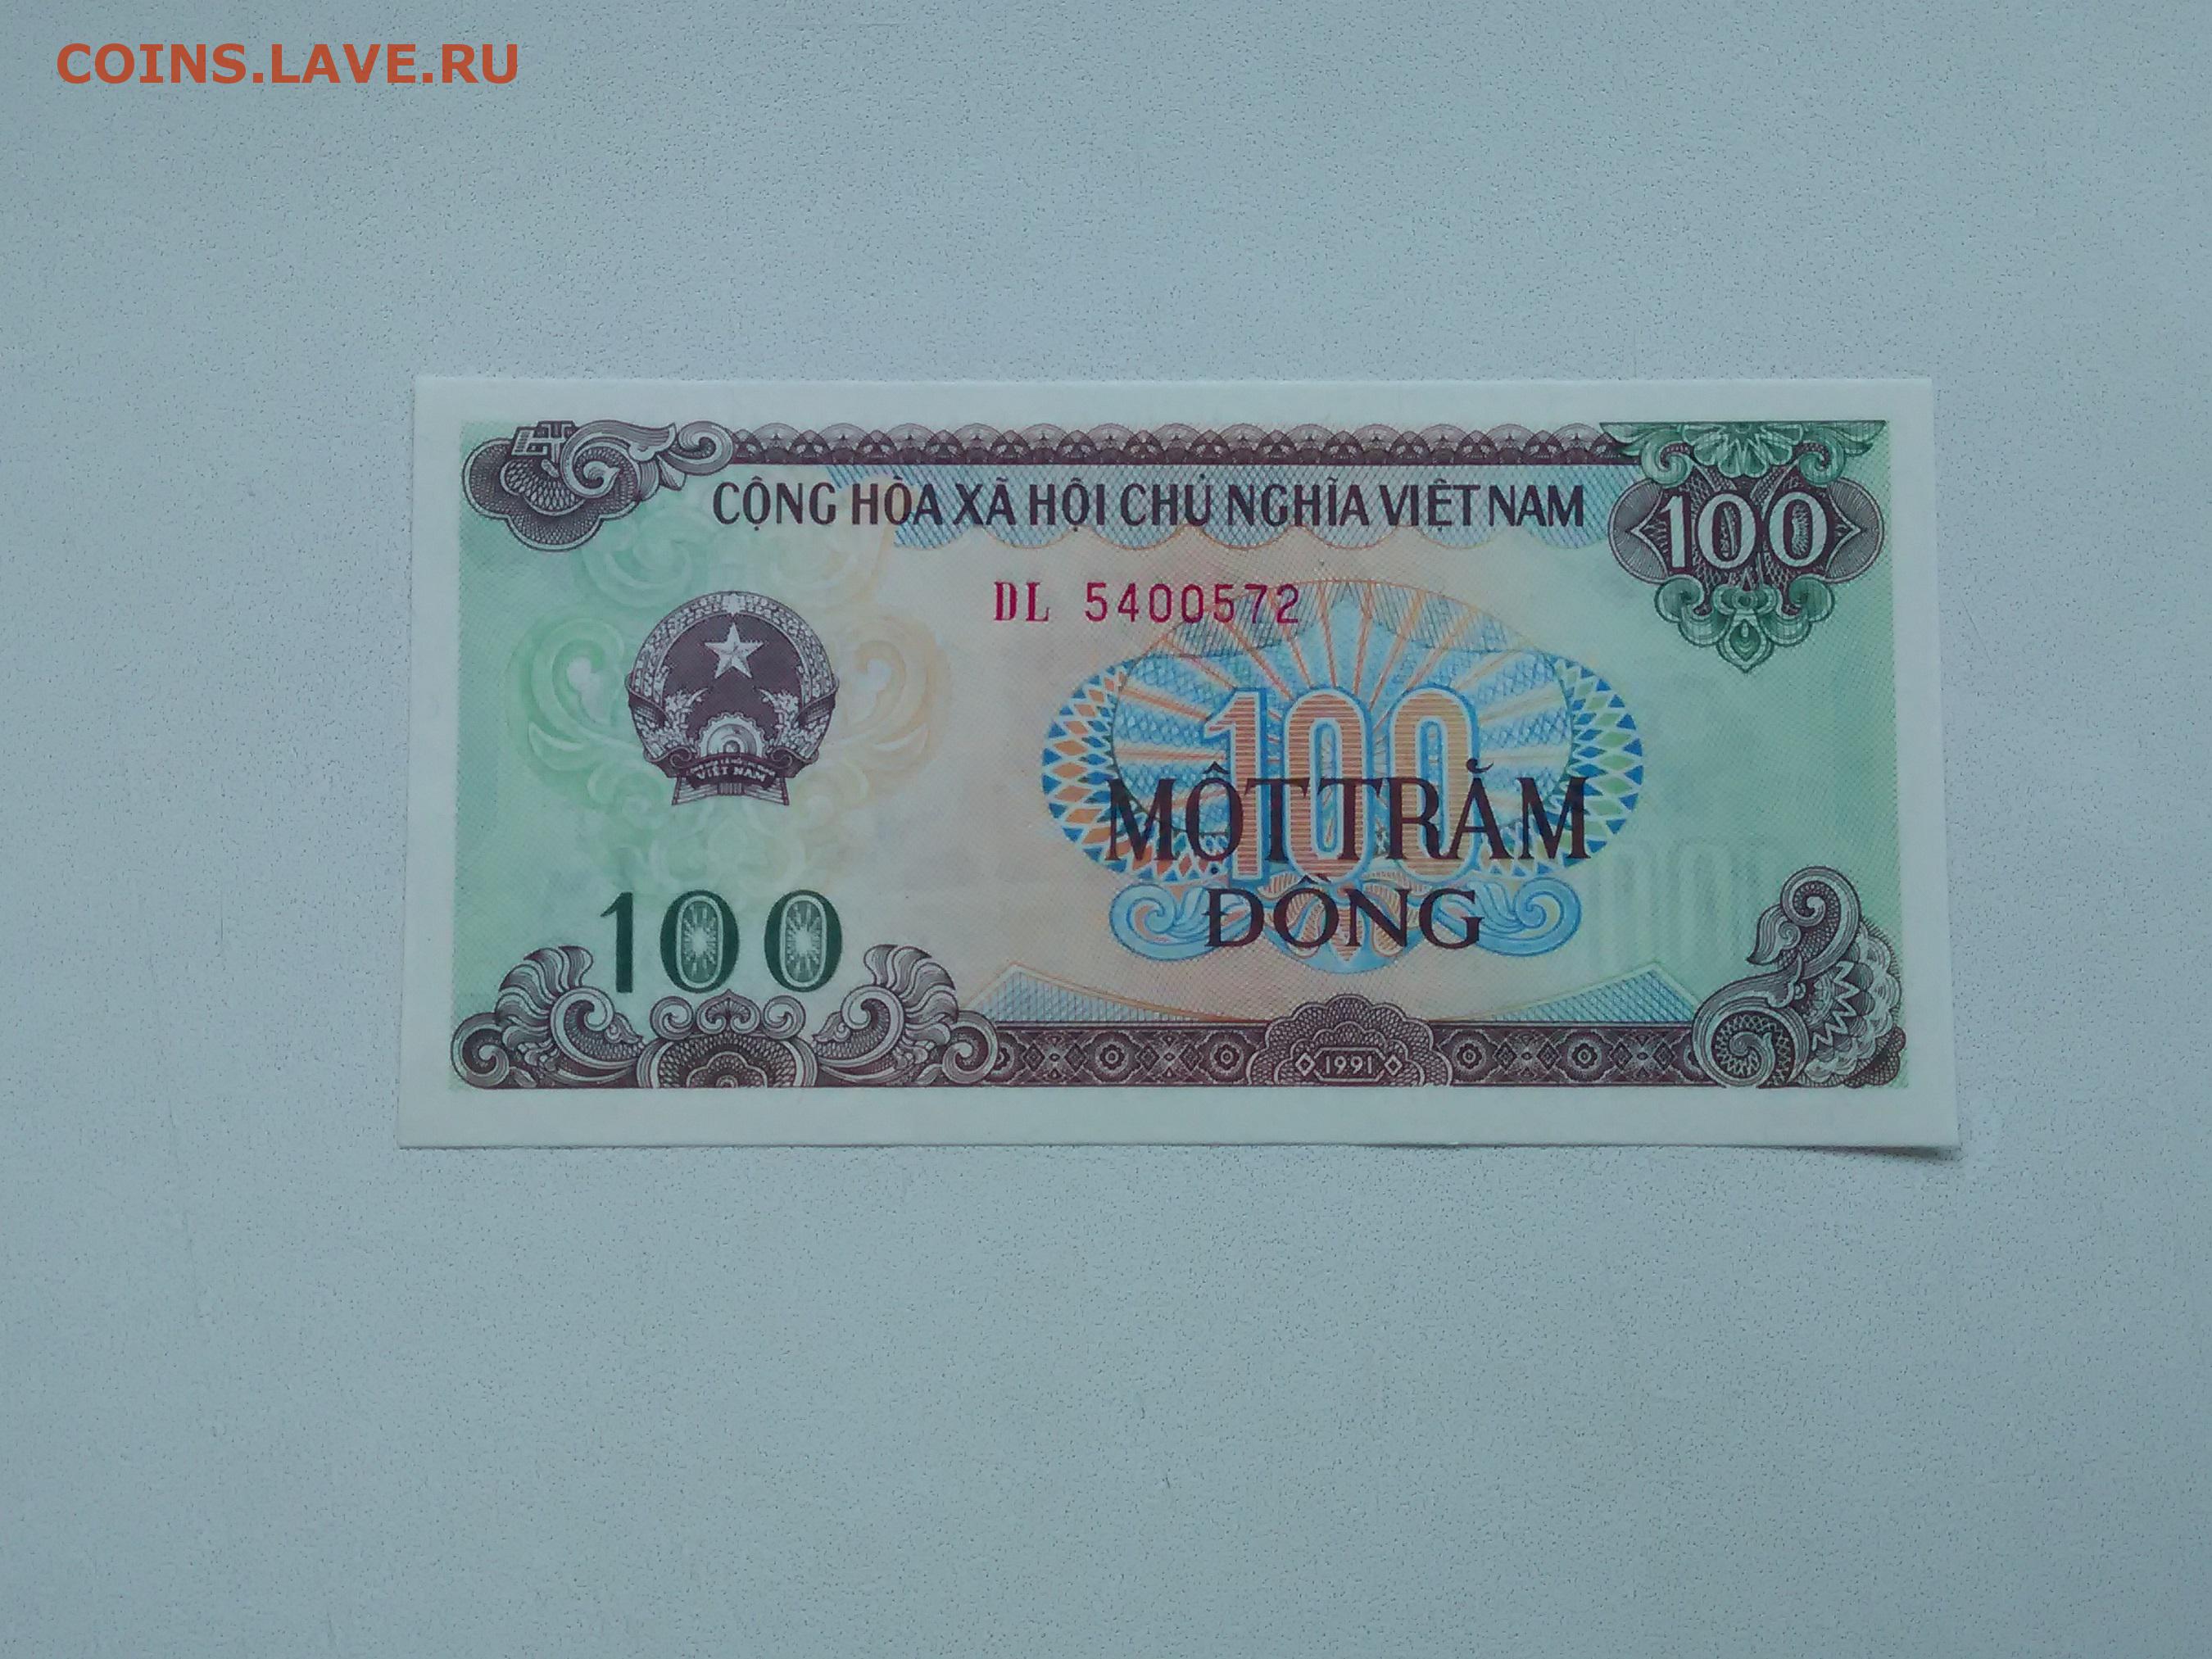 COINS.LAVE.RU
CỘNG HÒA XÃ HỘI CHỦ NGHĨA VIỆT NAM
100
DL 5400572
VIỆT NAM
100
MỘT TRĂM
ĐỒNG
100
1991